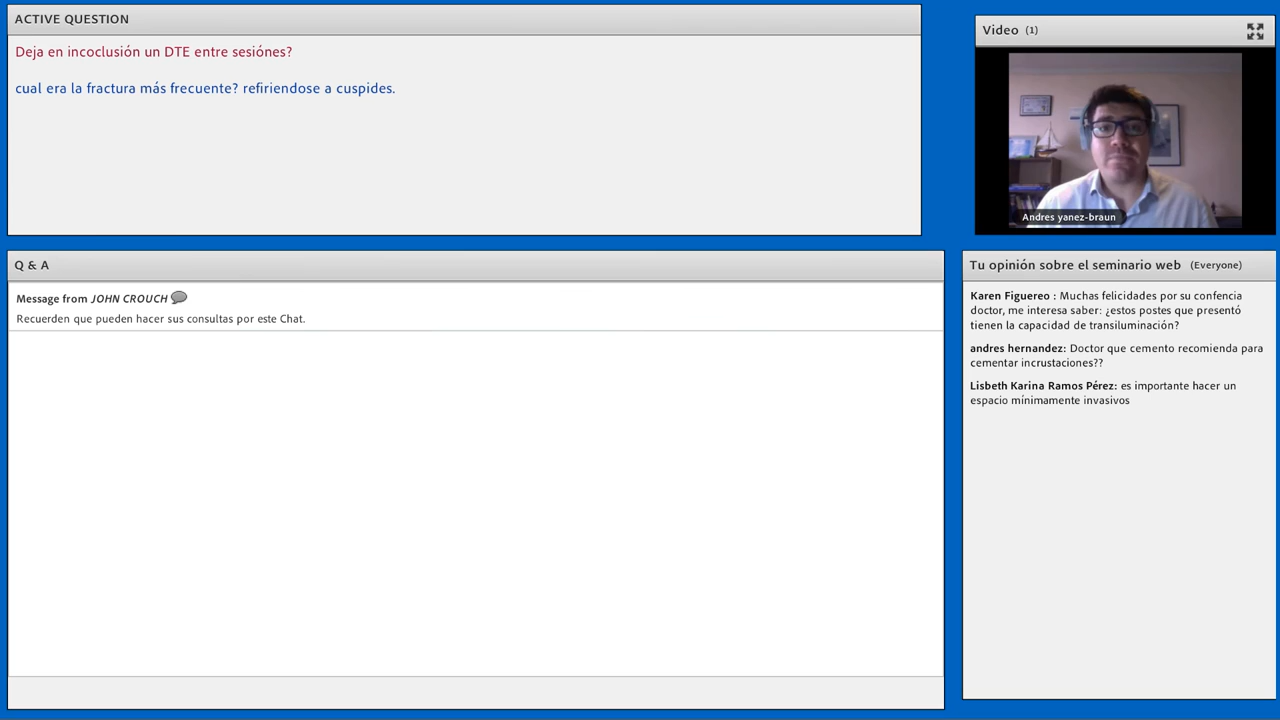 ACTIVE QUESTION
Deja en incoclusión un DTE entre sesiónes?
cual era la fractura más frecuente? refiriendose a cuspides.
Video (1)
Andres yanez-braun
Q & A
Message from JOHN CROUCH
Recuerden que pueden hacer sus consultas por este Chat.
Tu opinión sobre el seminario web (Everyone)
Karen Figuereo : Muchas felicidades por su confencia
doctor, me interesa saber: ¿estos postes que presentó
tienen la capacidad de transiluminación?
andres hernandez: Doctor que cemento recomienda para
cementar incrustaciones??
Lisbeth Karina Ramos Pérez: es importante hacer un
espacio mínimamente invasivos